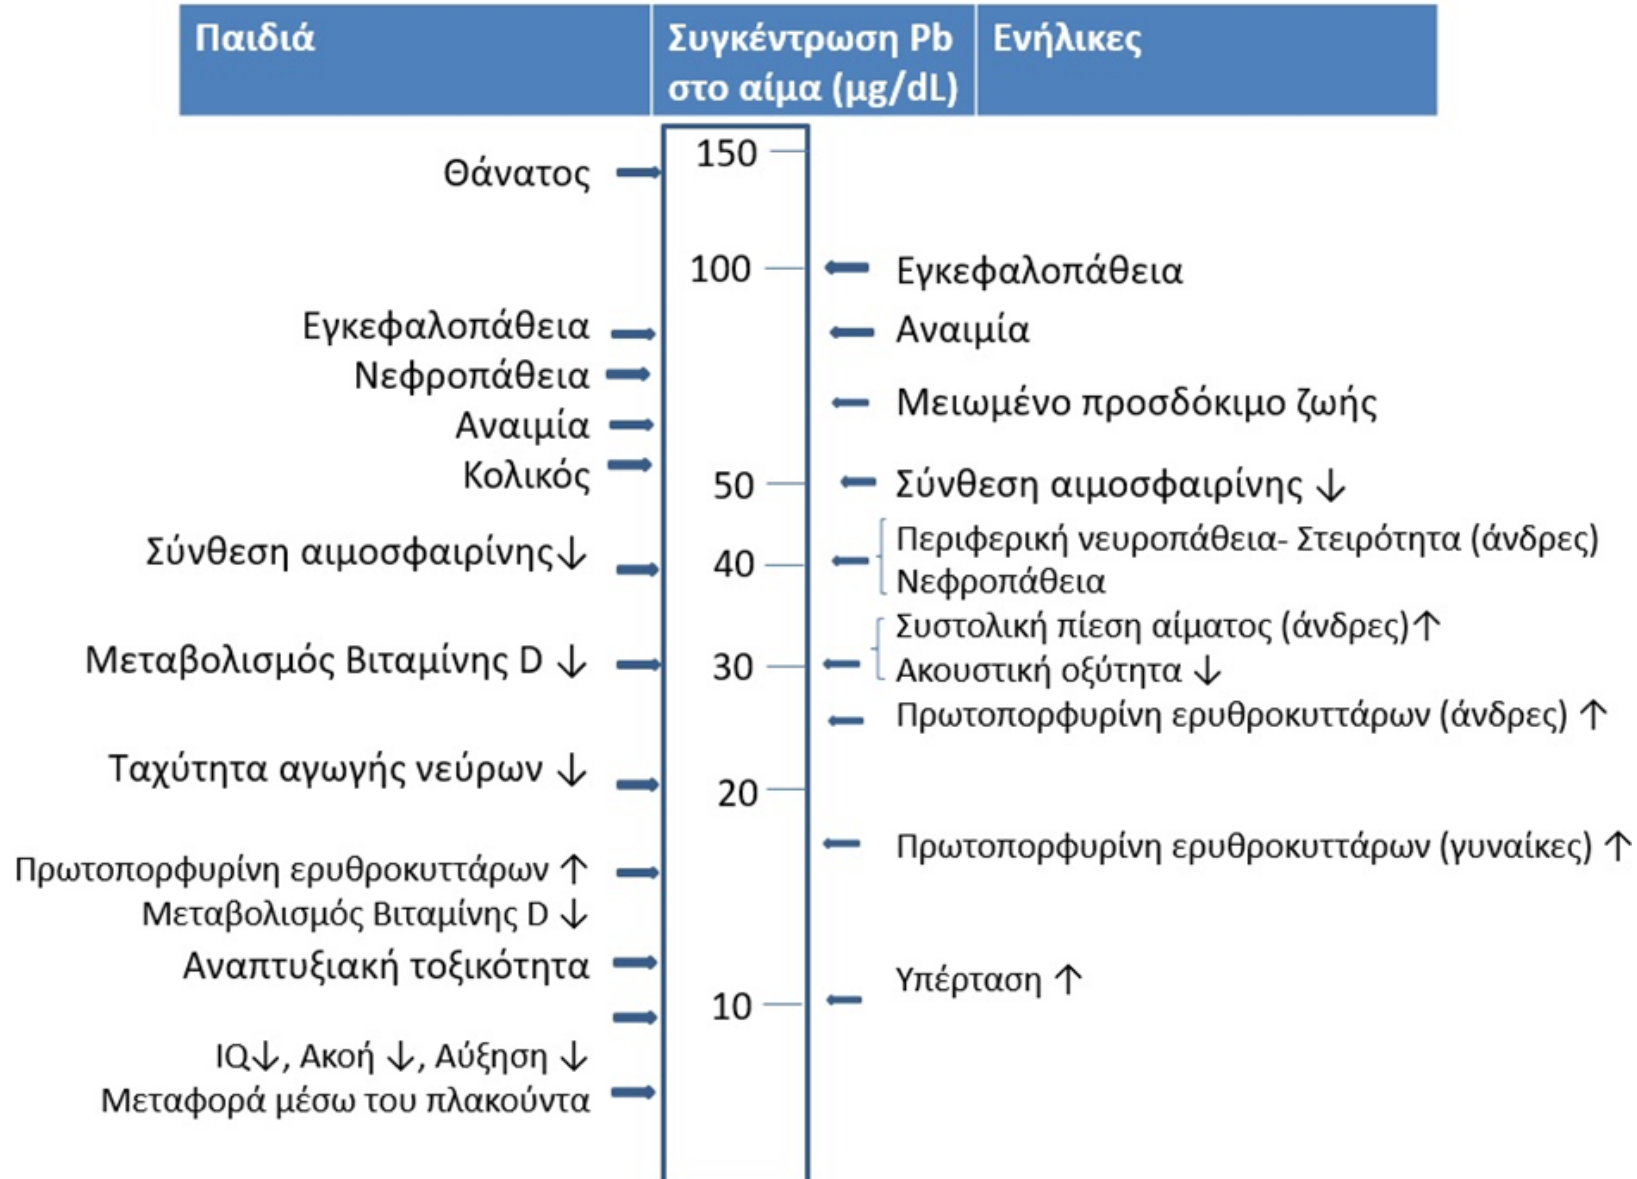 Παιδιά
Συγκέντρωση Pb
στο αίμα (μg/dL)
Ενήλικες
150
Θάνατος
100
Εγκεφαλοπάθεια
Εγκεφαλοπάθεια
Αναιμία
Νεφροπάθεια
Μειωμένο προσδόκιμο ζωής
Αναιμία
Κολικός
50
Σύνθεση αιμοσφαιρίνης ↓
Περιφερική νευροπάθεια- Στειρότητα (άνδρες)
Νεφροπάθεια
Σύνθεση αιμοσφαιρίνης↓
40
Συστολική πίεση αίματος (άνδρες)↑
Ακουστική οξύτητα ↓
Μεταβολισμός Βιταμίνης D ↓
30
Πρωτοπορφυρίνη ερυθροκυττάρων (άνδρες) ↑
Ταχύτητα αγωγής νεύρων ↓
20
Πρωτοπορφυρίνη ερυθροκυττάρων (γυναίκες) ↑
Πρωτοπορφυρίνη ερυθροκυττάρων ↑
Μεταβολισμός Βιταμίνης D ↓
Αναπτυξιακή τοξικότητα
Υπέρταση ↑
10
IQ↓, Ακοή ↓, Αύξηση ↓
Μεταφορά μέσω του πλακούντα